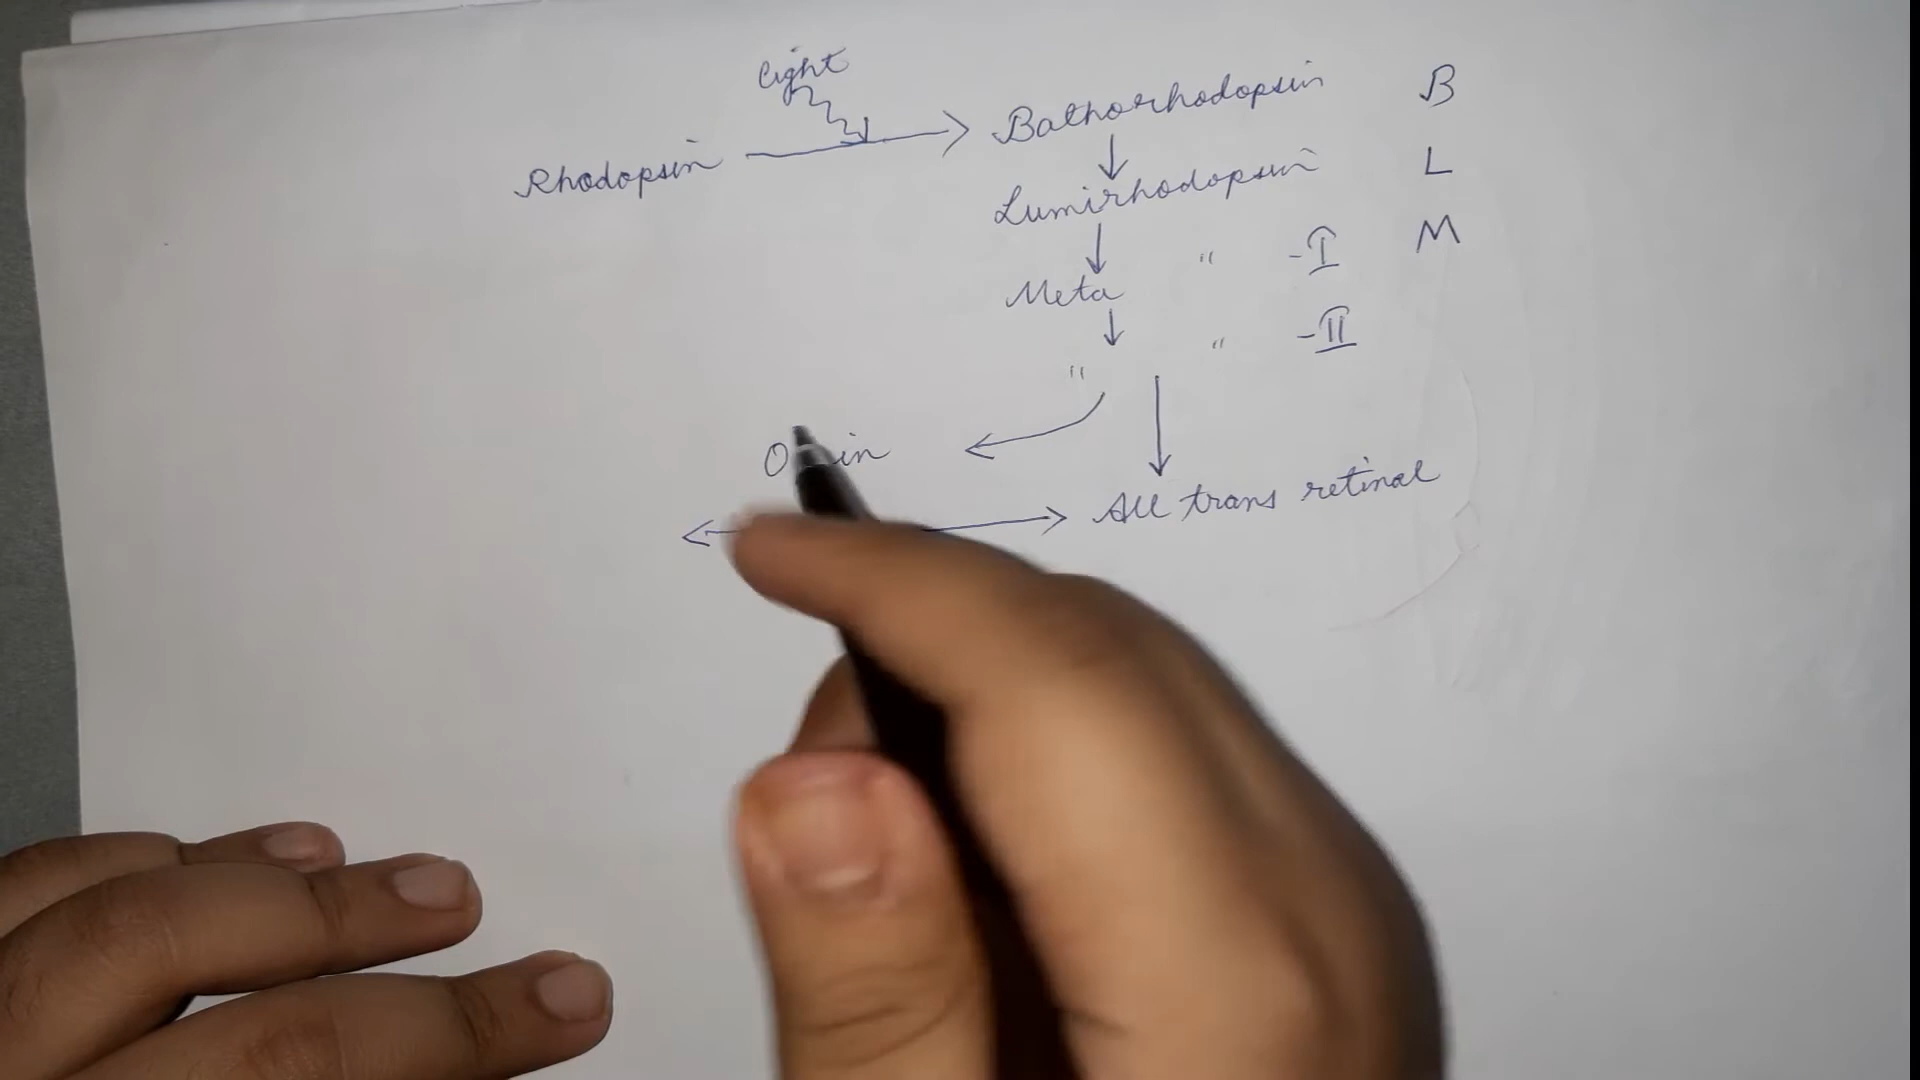 light
Rhodopsin → Bathorhodopsin B
↓
Lumirhodopsin L
↓
Meta " - I M
↓
" " - II
All trans retinal